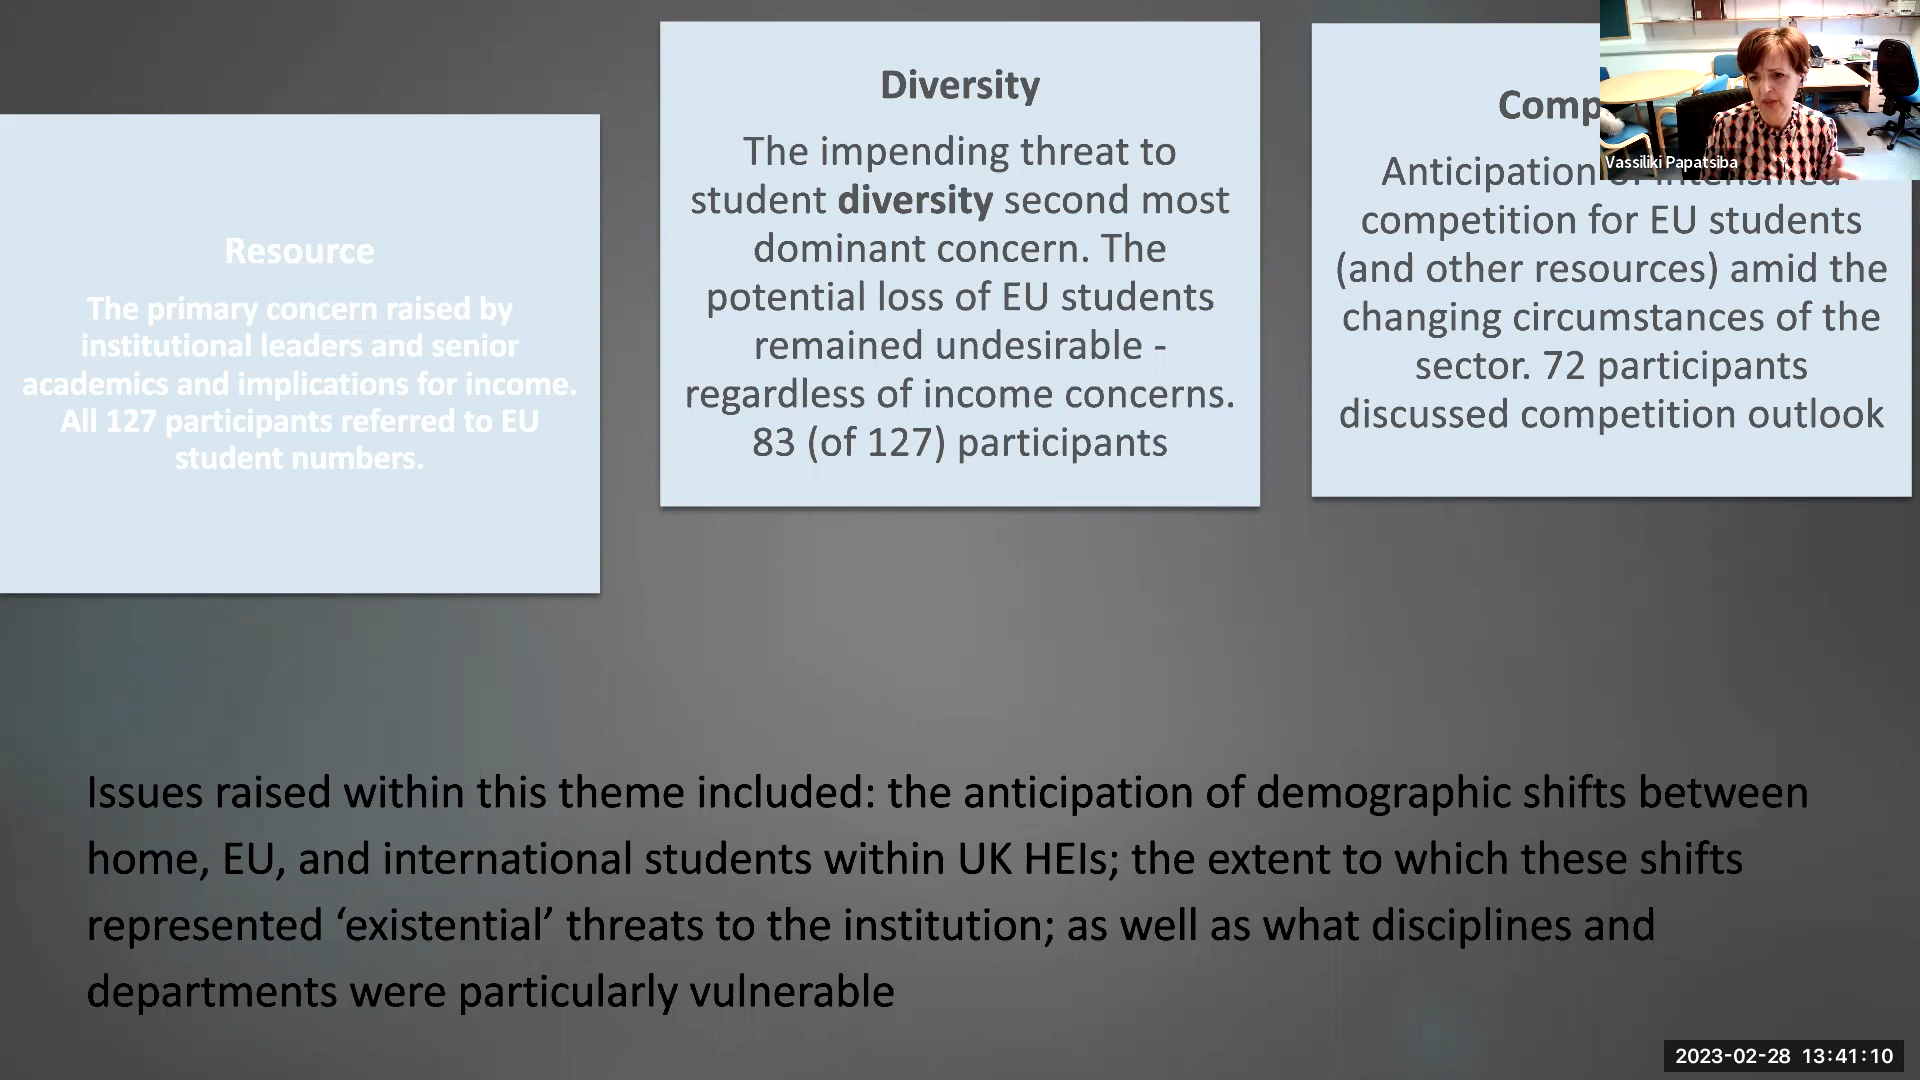 Resource
The primary concern raised by
institutional leaders and senior
academics and implications for income.
All 127 participants referred to EU
student numbers.
Diversity
The impending threat to
student diversity second most
dominant concern. The
potential loss of EU students
remained undesirable -
regardless of income concerns.
83 (of 127) participants
Comp
Anticipation of intensified
competition for EU students
(and other resources) amid the
changing circumstances of the
sector. 72 participants
discussed competition outlook
Vassiliki Papatsiba
Issues raised within this theme included: the anticipation of demographic shifts between
home, EU, and international students within UK HEIs; the extent to which these shifts
represented ‘existential’ threats to the institution; as well as what disciplines and
departments were particularly vulnerable
2023-02-28 13:41:10